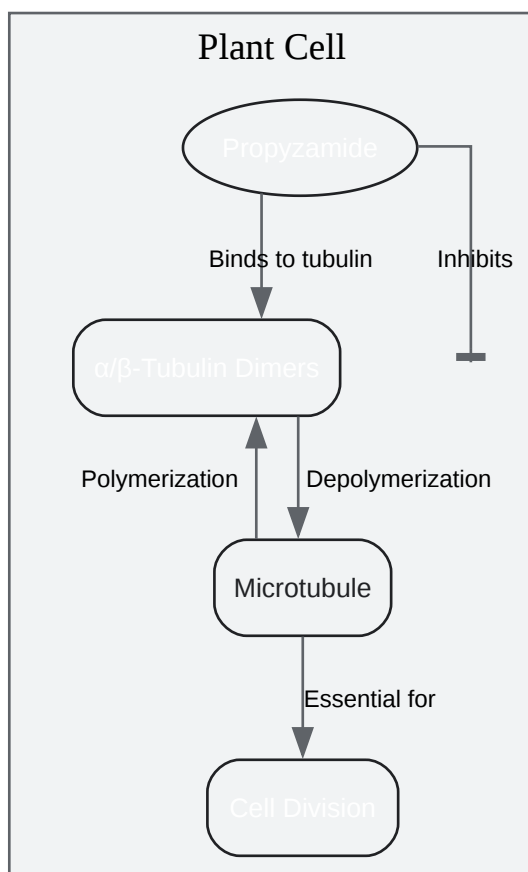 Plant Cell
Propyzamide
Binds to tubulin
Inhibits
α/β-Tubulin Dimers
Polymerization
Depolymerization
Microtubule
Essential for
Cell Division